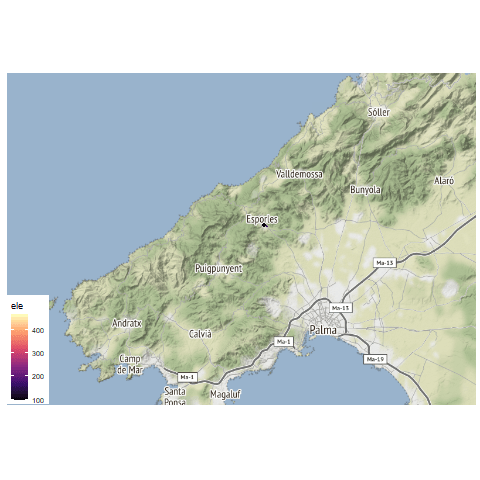 Sóller
Valldemossa
Alaró
Bunyola
Esporles
Ma-13
Puigpunyent
ele
Ma-13
400
Andratx
Palma
300
Calvià
Ma-1
Camp
de Mar
Ma-19
200
Ma-1
Santa
Ponsa
Magaluf
100